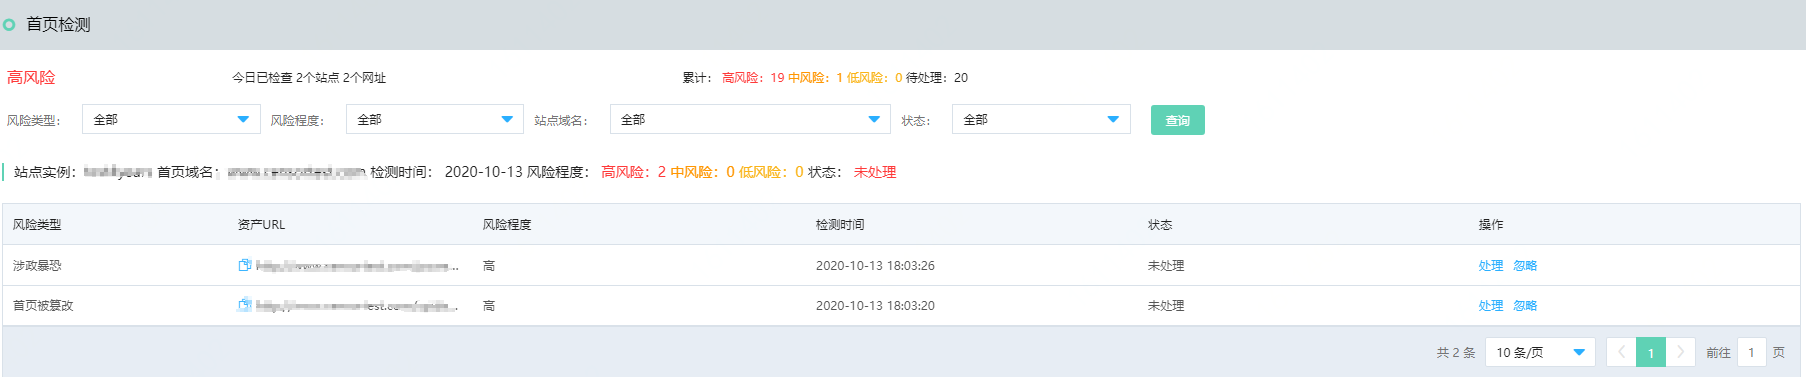 首页检测
高风险 今日已检查 2个站点 2个网址 累计： 高风险：19 中风险：1 低风险：0 待处理：20
风险类型： 全部 风险程度： 全部 站点域名： 全部 状态： 全部 查询
站点实例： 首页域名： 检测时间： 2020-10-13 风险程度： 高风险：2 中风险：0 低风险：0 状态： 未处理
风险类型 资产URL 风险程度 检测时间 状态 操作
涉政暴恐 高 2020-10-13 18:03:26 未处理 处理 忽略
首页被篡改 高 2020-10-13 18:03:20 未处理 处理 忽略
共 2 条 10 条/页 1 前往 1 页